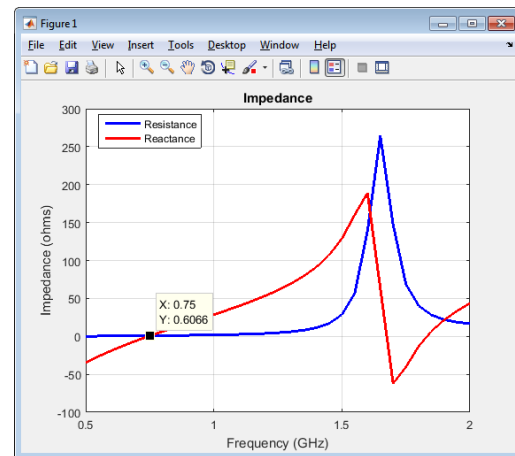 Figure 1
File Edit View Insert Tools Desktop Window Help
Impedance
Resistance
Reactance
300
250
200
150
100
50
0
-50
-100
Impedance (ohms)
X: 0.75
Y: 0.6066
0.5 1 1.5 2
Frequency (GHz)